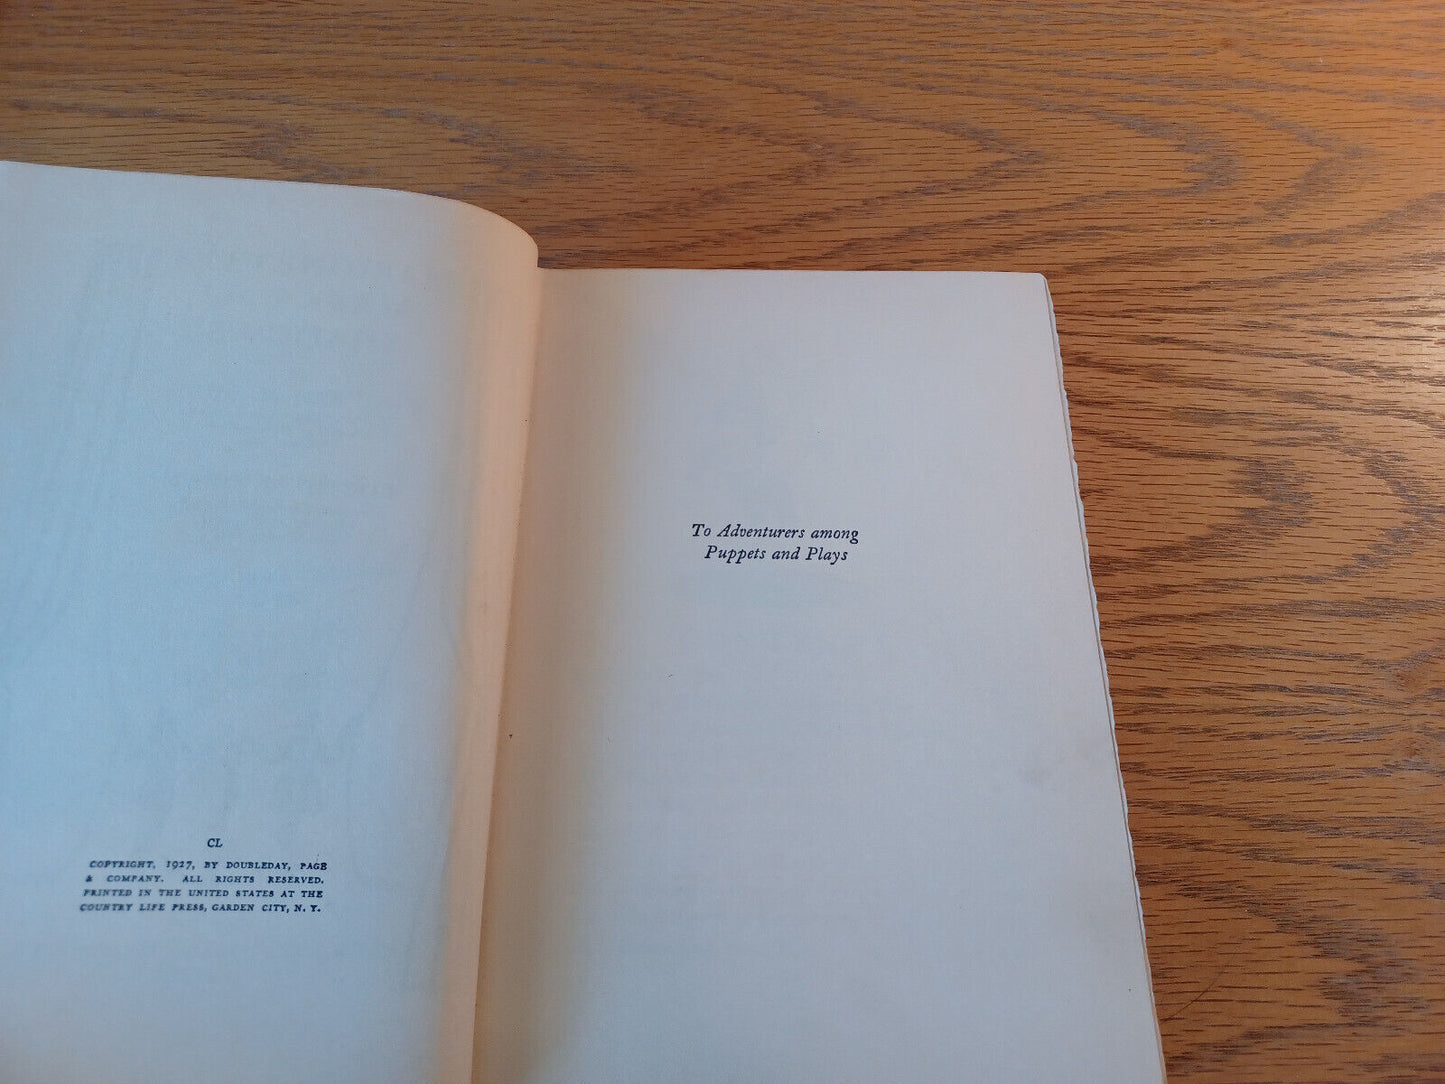 CL
COPYRIGHT, 1927, BY DOUBLEDAY, PAGE
& COMPANY. ALL RIGHTS RESERVED.
PRINTED IN THE UNITED STATES AT THE
COUNTRY LIFE PRESS, GARDEN CITY, N. Y.
To Adventurers among
Puppets and Plays